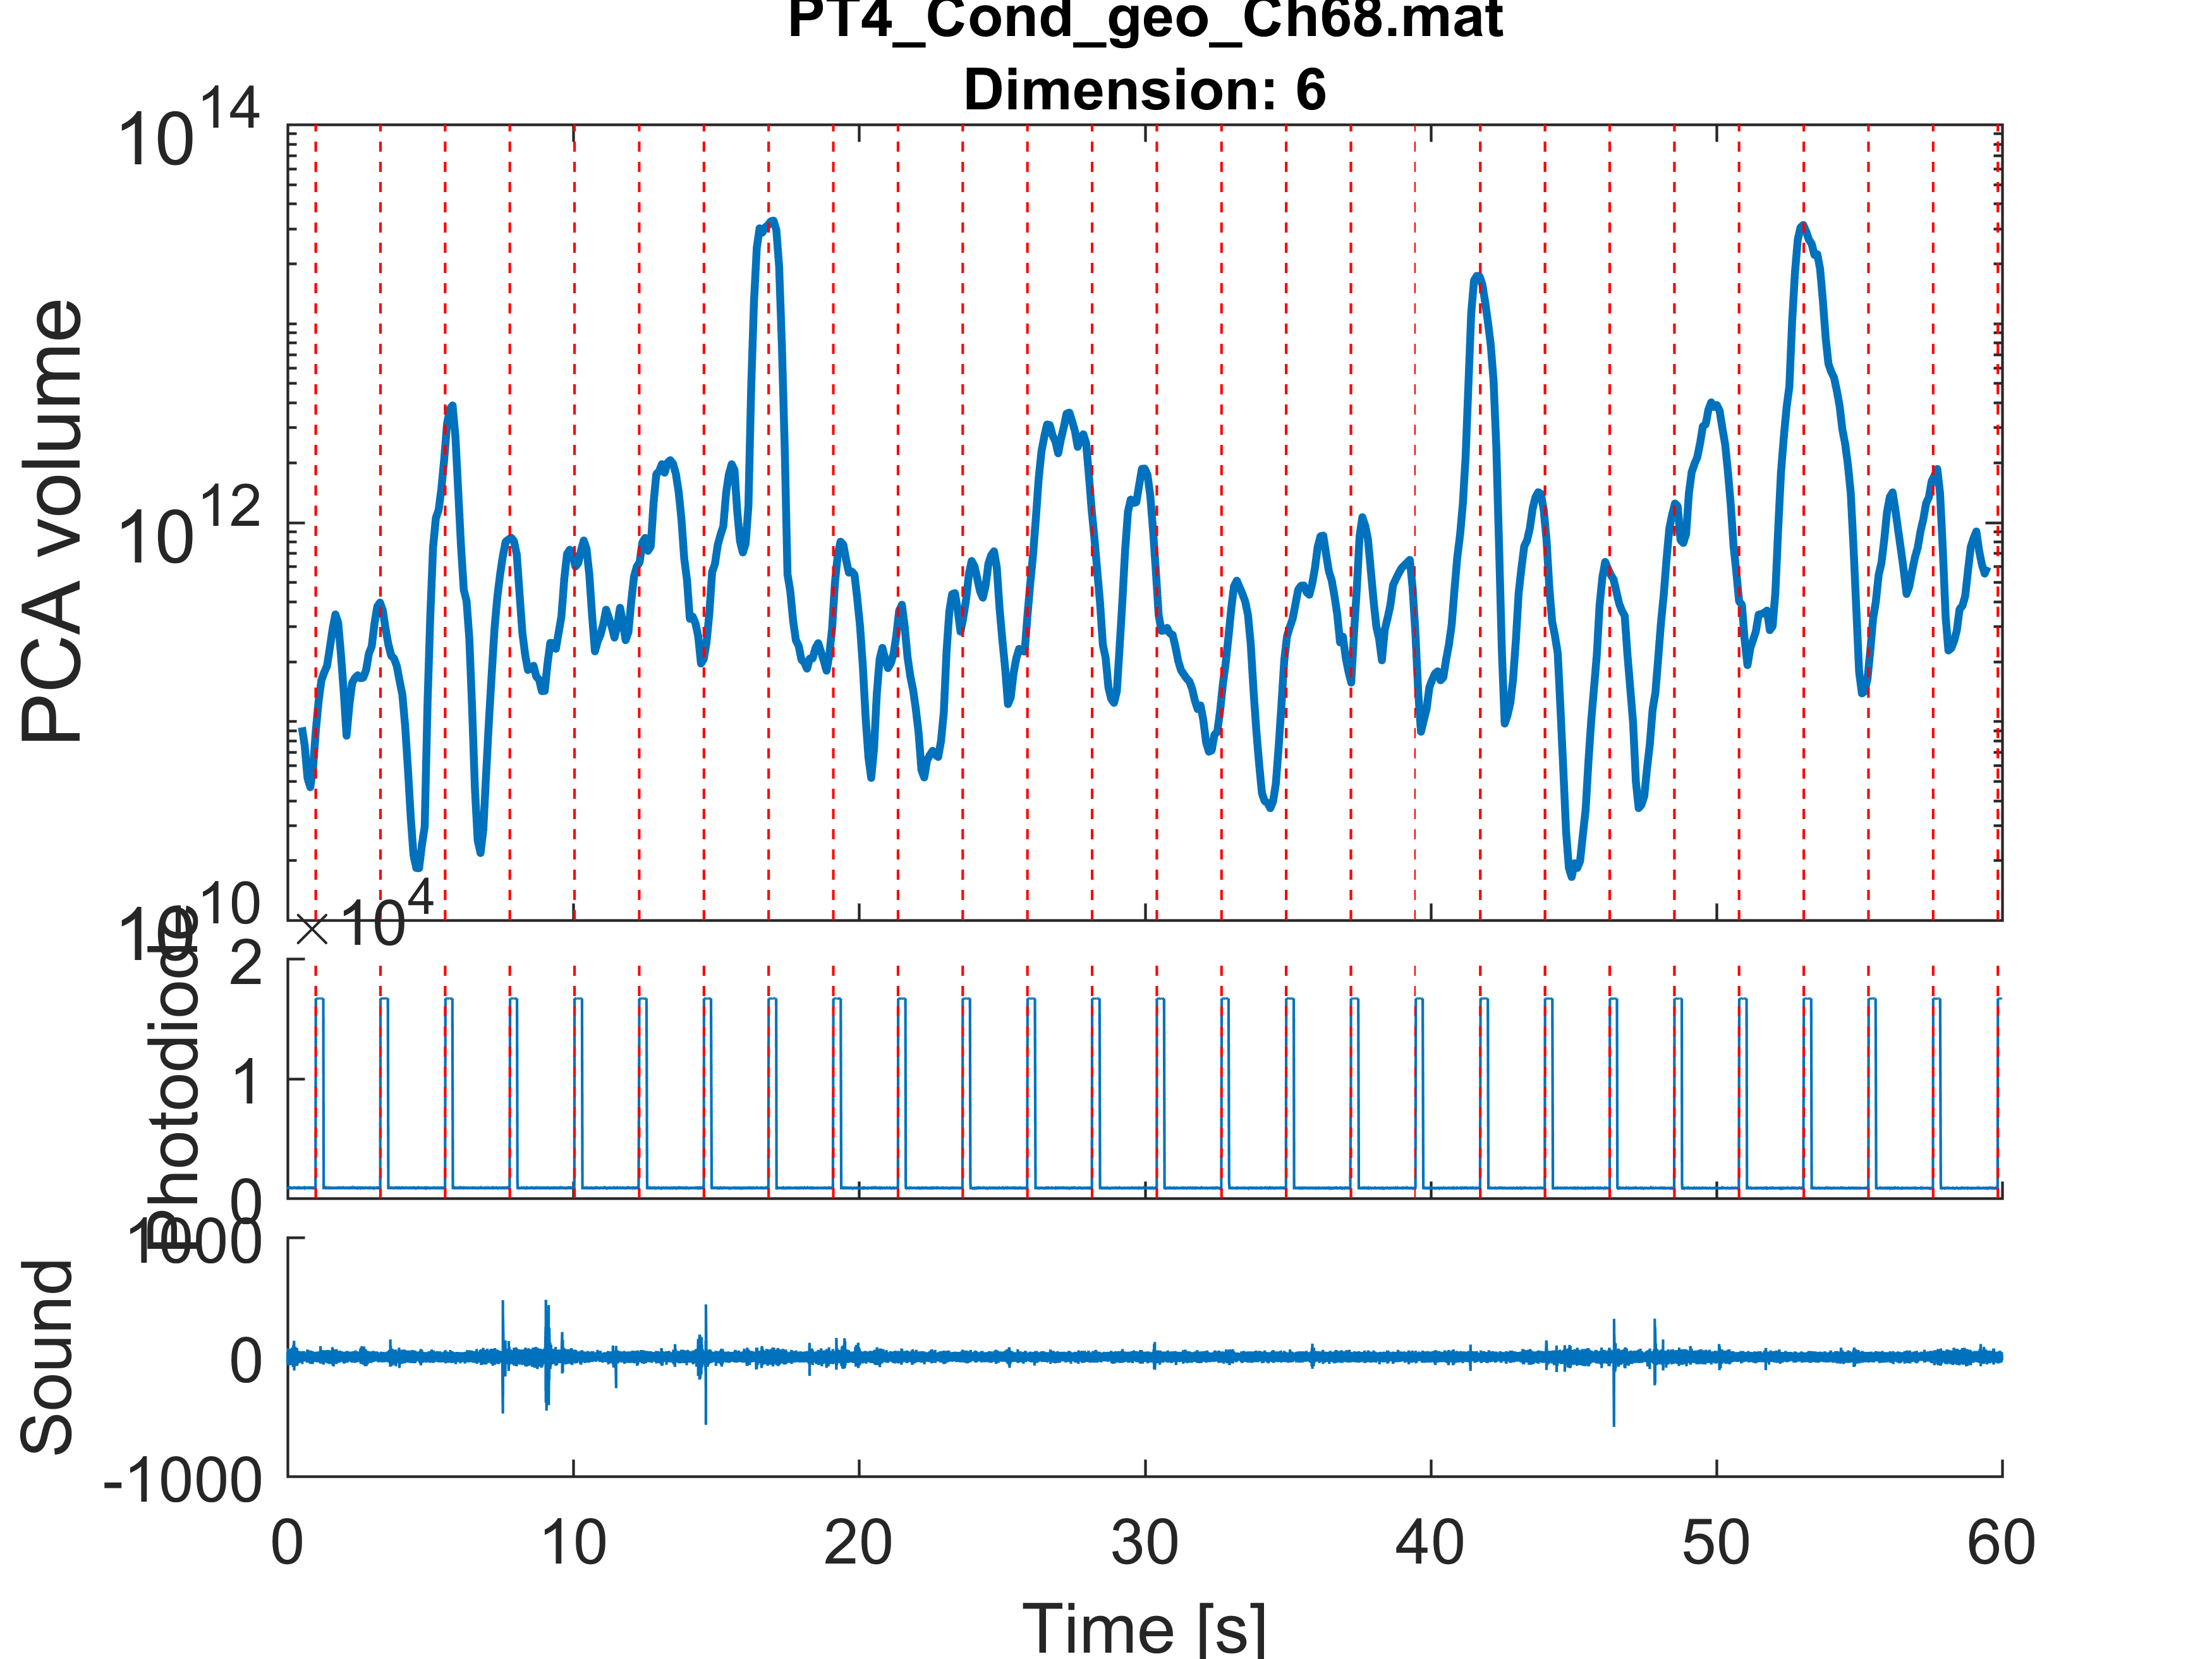 PT4_Cond_geo_Ch68.mat
Dimension: 6
PCA volume
10^14
10^12
10^10
×10^4
Photodiode
2
1
0
Sound
1000
0
-1000
0 10 20 30 40 50 60
Time [s]